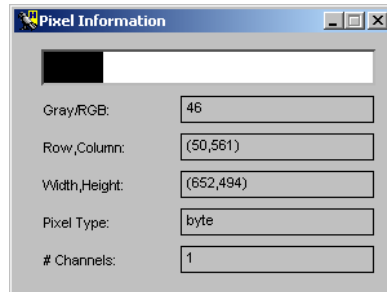 Pixel Information
Gray/RGB: 46
Row,Column: (50,561)
Width,Height: (652,494)
Pixel Type: byte
# Channels: 1